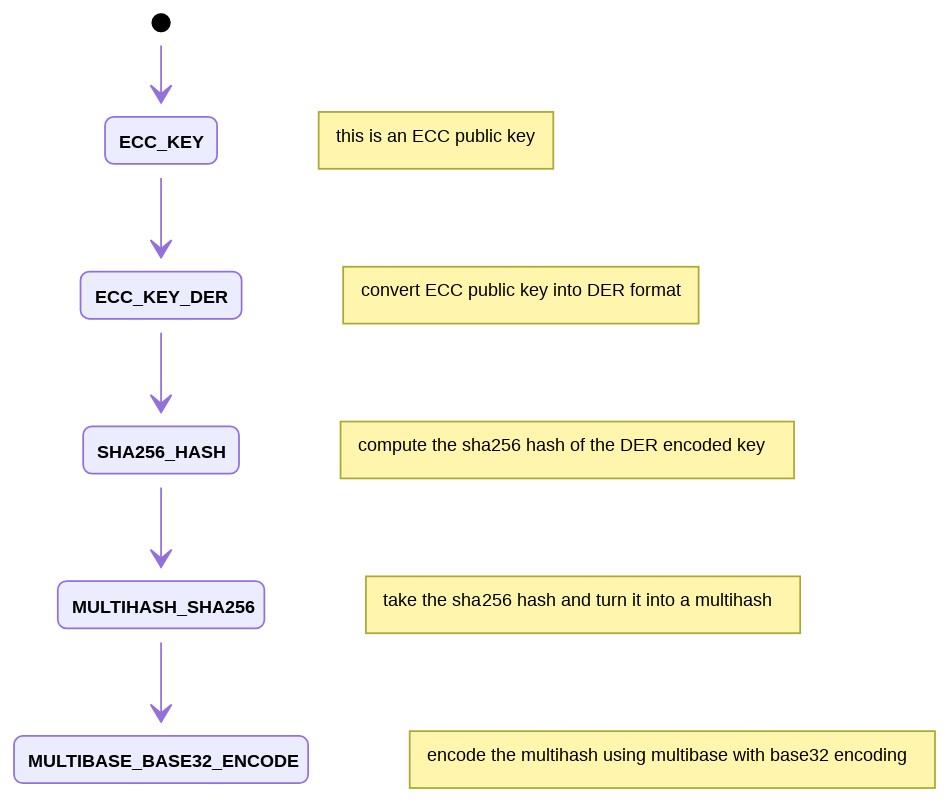 ECC_KEY
this is an ECC public key
ECC_KEY_DER
convert ECC public key into DER format
SHA256_HASH
compute the sha256 hash of the DER encoded key
MULTIHASH_SHA256
take the sha256 hash and turn it into a multihash
MULTIBASE_BASE32_ENCODE
encode the multihash using multibase with base32 encoding